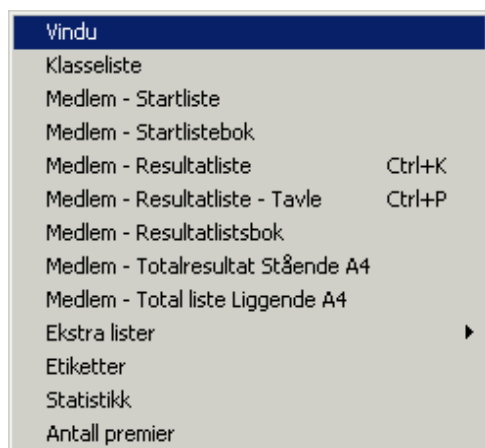 Vindu
Klasseliste
Medlem - Startliste
Medlem - Startlistebok
Medlem - Resultatliste Ctrl+K
Medlem - Resultatliste - Tavle Ctrl+P
Medlem - Resultatlistsbok
Medlem - Totalresultat Stående A4
Medlem - Total liste Liggende A4
Ekstra lister
Etiketter
Statistikk
Antall premier